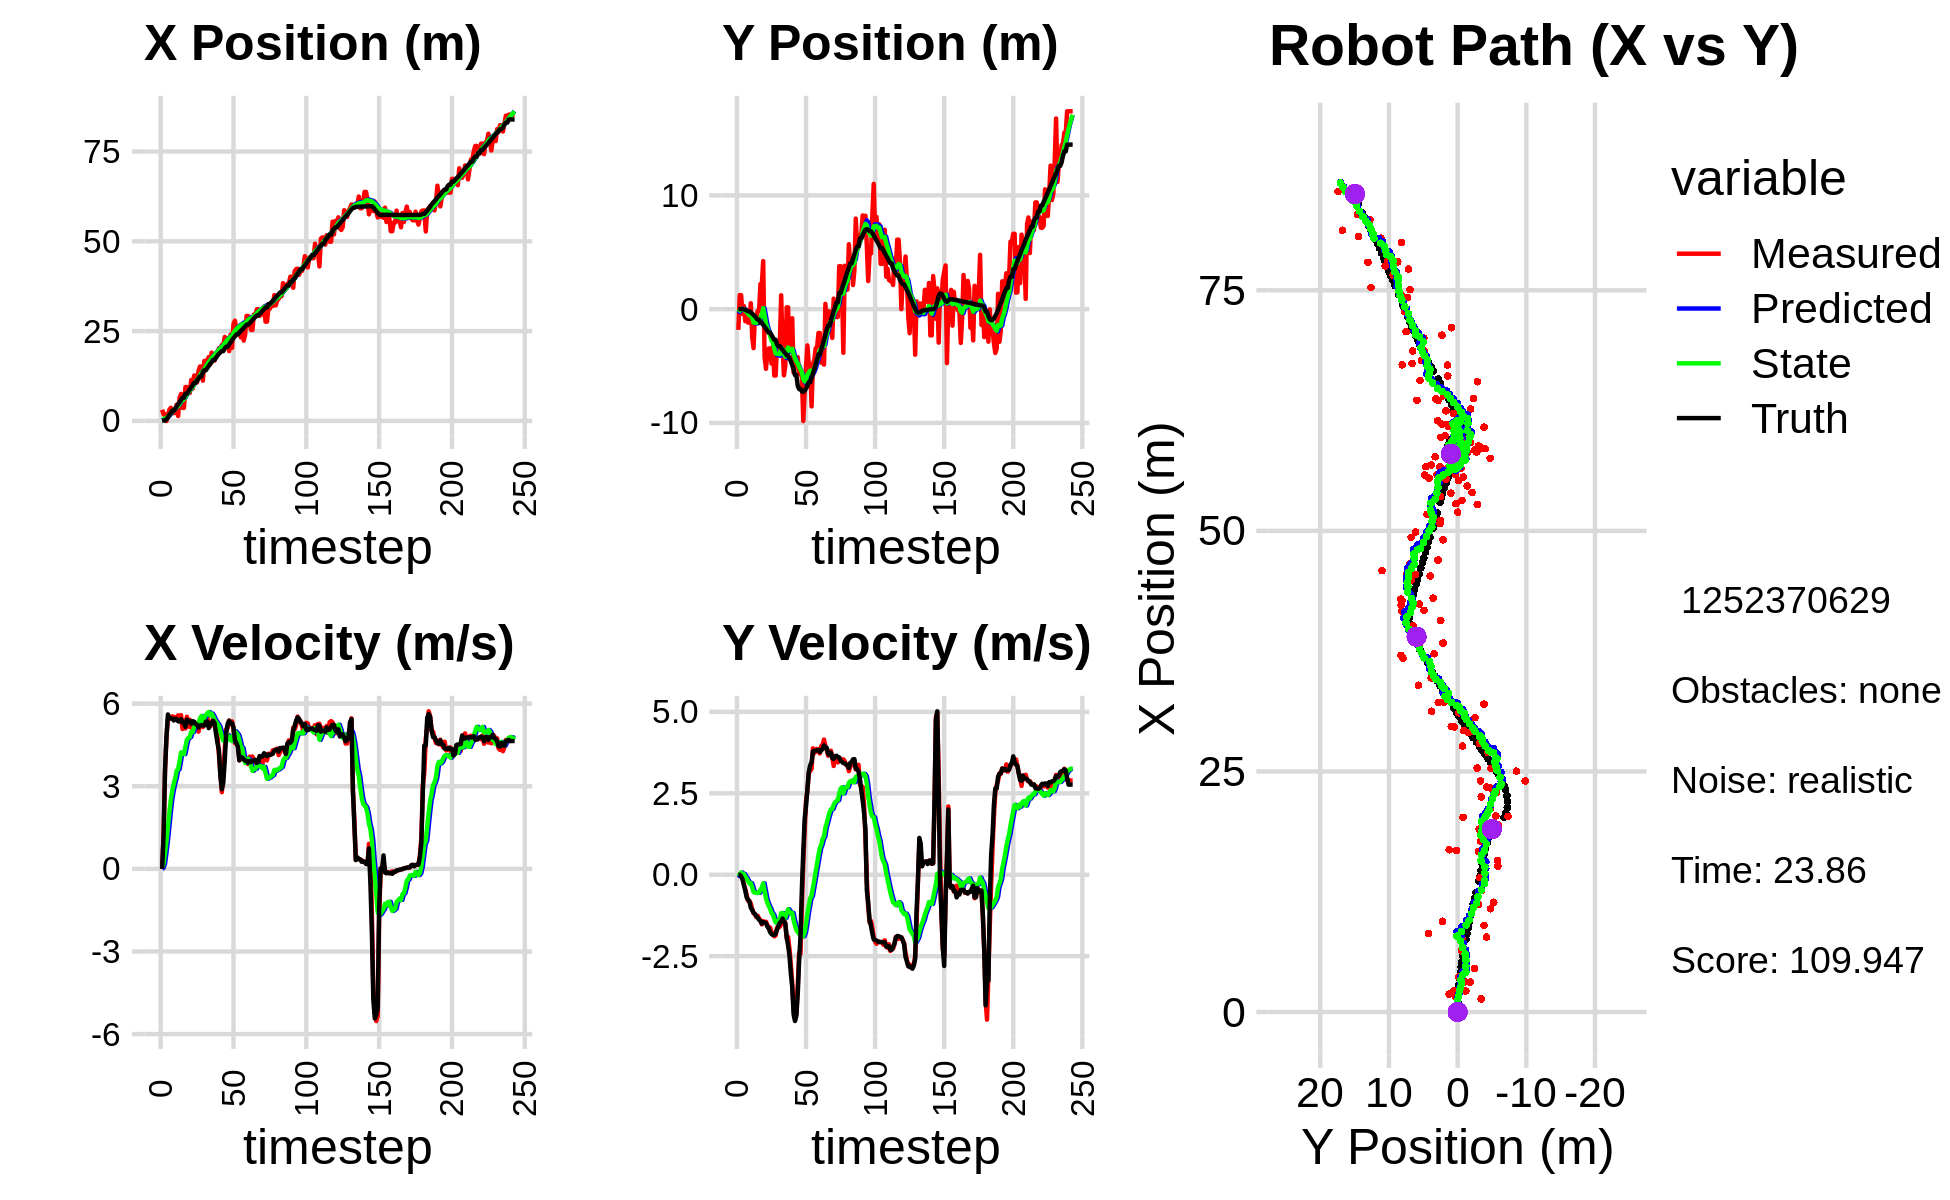 X Position (m)
75
50
25
0
0
50
100
150
200
250
timestep
Y Position (m)
10
0
-10
0
50
100
150
200
250
timestep
X Velocity (m/s)
6
3
0
-3
-6
0
50
100
150
200
250
timestep
Y Velocity (m/s)
5.0
2.5
0.0
-2.5
0
50
100
150
200
250
timestep
Robot Path (X vs Y)
X Position (m)
75
50
25
0
20 10 0 -10 -20
Y Position (m)
variable
Measured
Predicted
State
Truth
1252370629
Obstacles: none
Noise: realistic
Time: 23.86
Score: 109.947